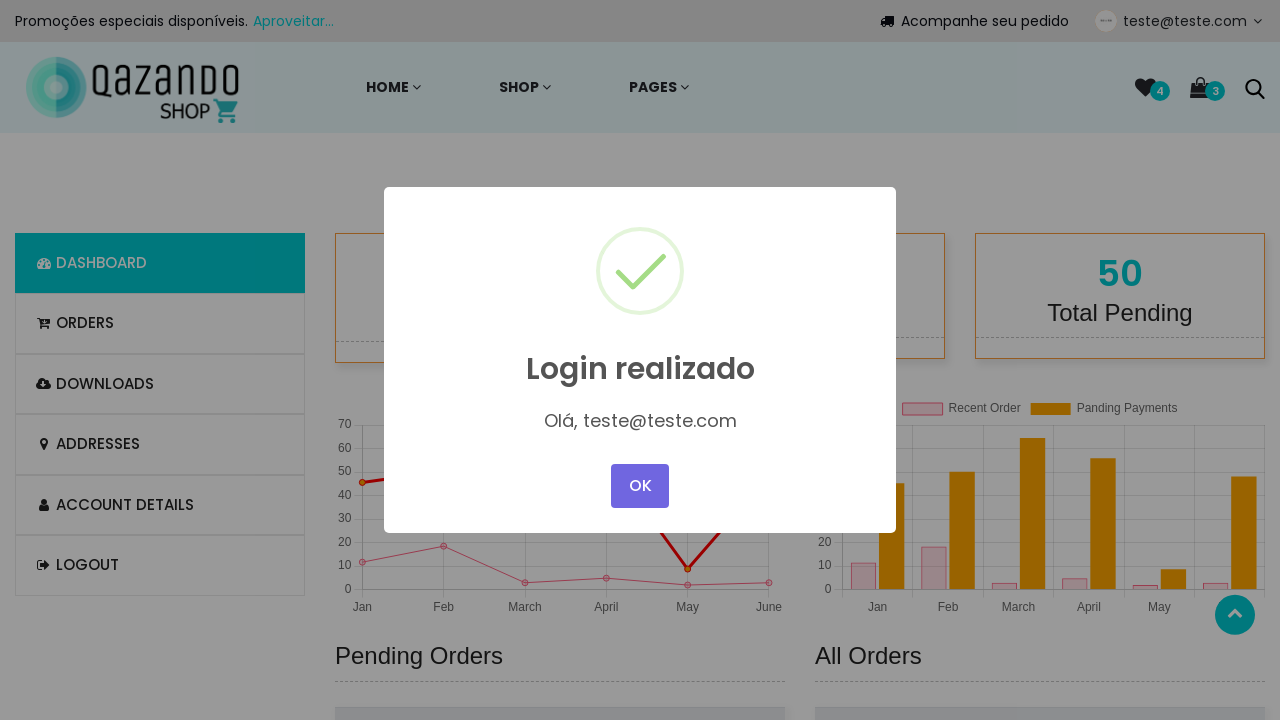 Promoções especiais disponíveis. Aproveitar...
Acompanhe seu pedido
teste@teste.com
QAZANDO
SHOP
HOME
SHOP
PAGES
4
3
DASHBOARD
ORDERS
DOWNLOADS
ADDRESSES
ACCOUNT DETAILS
LOGOUT
50
Total Pending
Login realizado
Olá, teste@teste.com
OK
70
60
50
40
30
20
10
0
Jan
Feb
March
April
May
June
Recent Order
Panding Payments
20
10
0
Jan
Feb
March
April
May
Pending Orders
All Orders